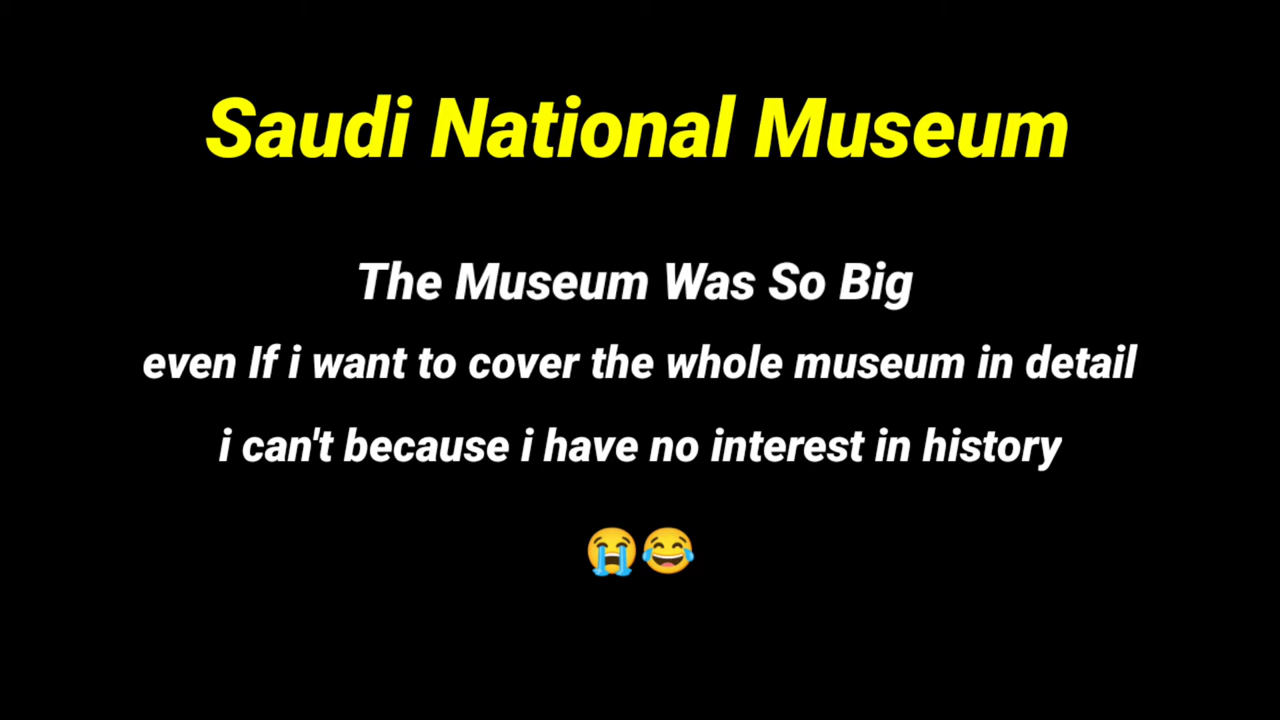 Saudi National Museum
The Museum Was So Big
even If i want to cover the whole museum in detail
i can't because i have no interest in history
😭😂